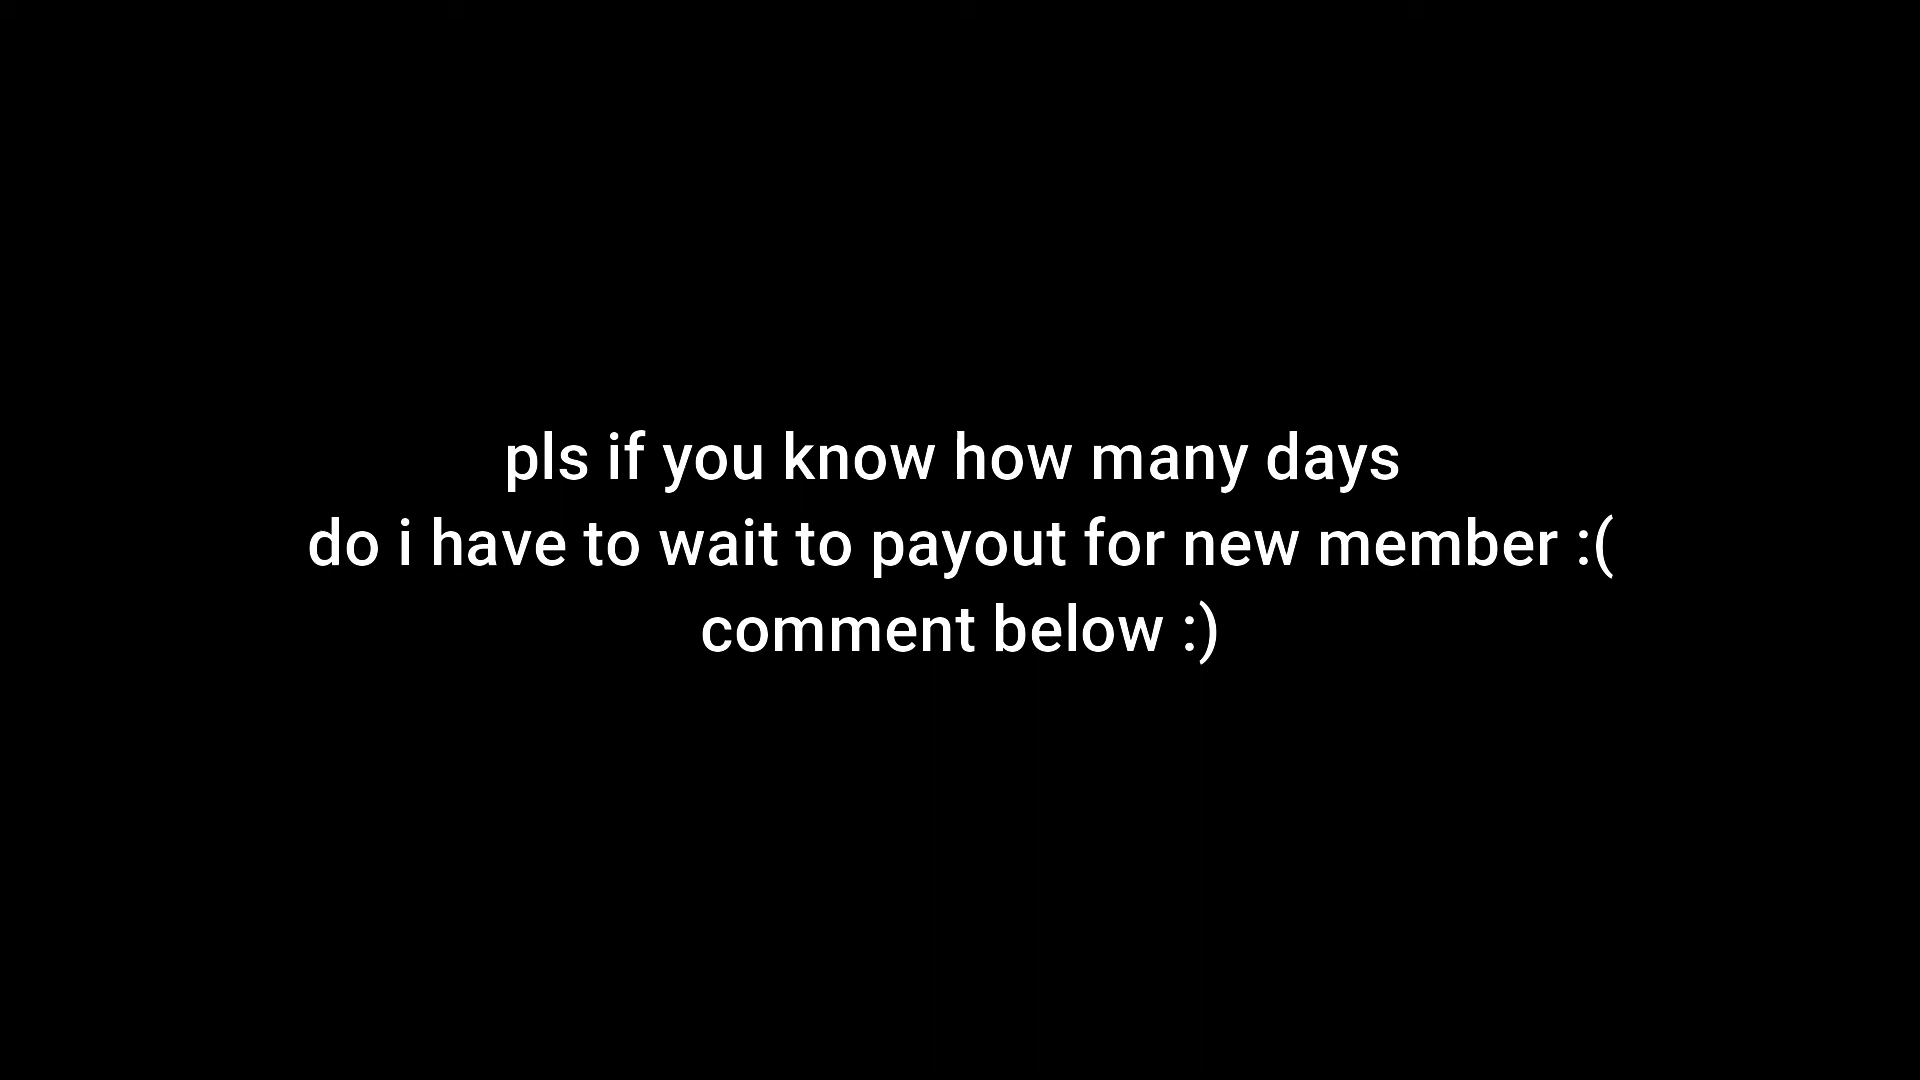 pls if you know how many days
do i have to wait to payout for new member :(
comment below :)